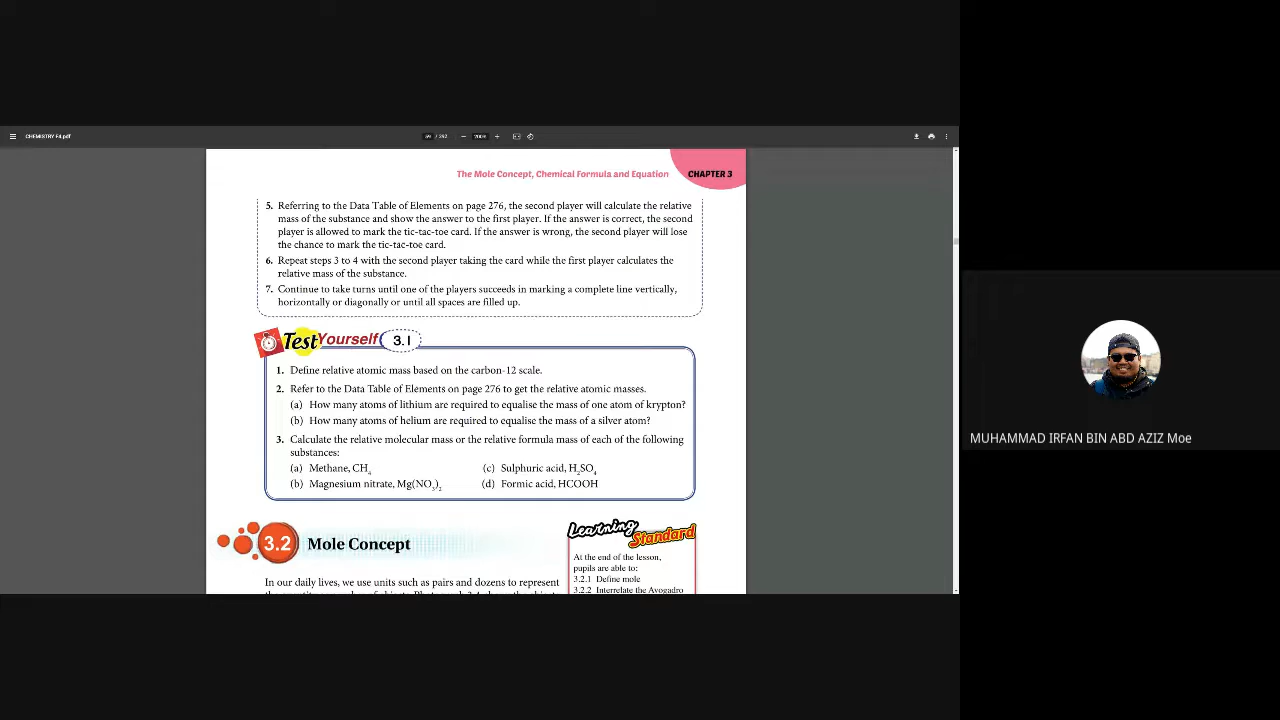 CHEMISTRY F4.pdf
59 / 292
200%
The Mole Concept, Chemical Formula and Equation CHAPTER 3
5. Referring to the Data Table of Elements on page 276, the second player will calculate the relative
mass of the substance and show the answer to the first player. If the answer is correct, the second
player is allowed to mark the tic-tac-toe card. If the answer is wrong, the second player will lose
the chance to mark the tic-tac-toe card.
6. Repeat steps 3 to 4 with the second player taking the card while the first player calculates the
relative mass of the substance.
7. Continue to take turns until one of the players succeeds in marking a complete line vertically,
horizontally or diagonally or until all spaces are filled up.
Test Yourself 3.1
1. Define relative atomic mass based on the carbon-12 scale.
2. Refer to the Data Table of Elements on page 276 to get the relative atomic masses.
(a) How many atoms of lithium are required to equalise the mass of one atom of krypton?
(b) How many atoms of helium are required to equalise the mass of a silver atom?
3. Calculate the relative molecular mass or the relative formula mass of each of the following
substances:
(a) Methane, CH₄ (c) Sulphuric acid, H₂SO₄
(b) Magnesium nitrate, Mg(NO₃)₂ (d) Formic acid, HCOOH
3.2 Mole Concept
Learning Standard
At the end of the lesson,
pupils are able to:
3.2.1 Define mole
3.2.2 Interrelate the Avogadro
In our daily lives, we use units such as pairs and dozens to represent
MUHAMMAD IRFAN BIN ABD AZIZ Moe